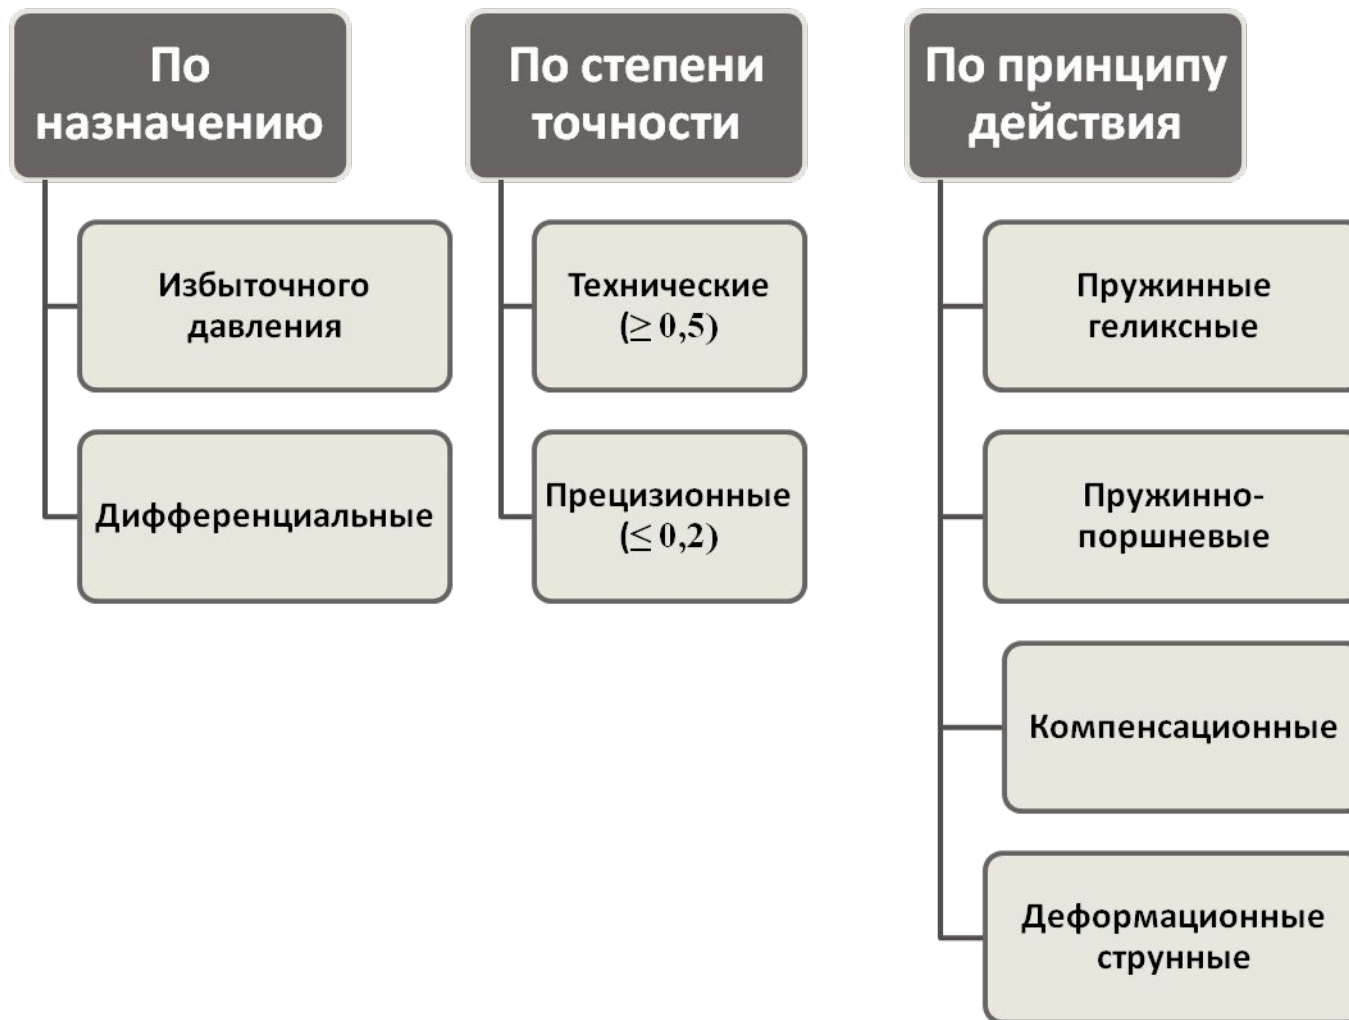 По
назначению
Избыточного
давления
Дифференциальные
По степени
точности
Технические
(≥ 0,5)
Прецизионные
(≤ 0,2)
По принципу
действия
Пружинные
геликсные
Пружинно-
поршневые
Компенсационные
Деформационные
струнные